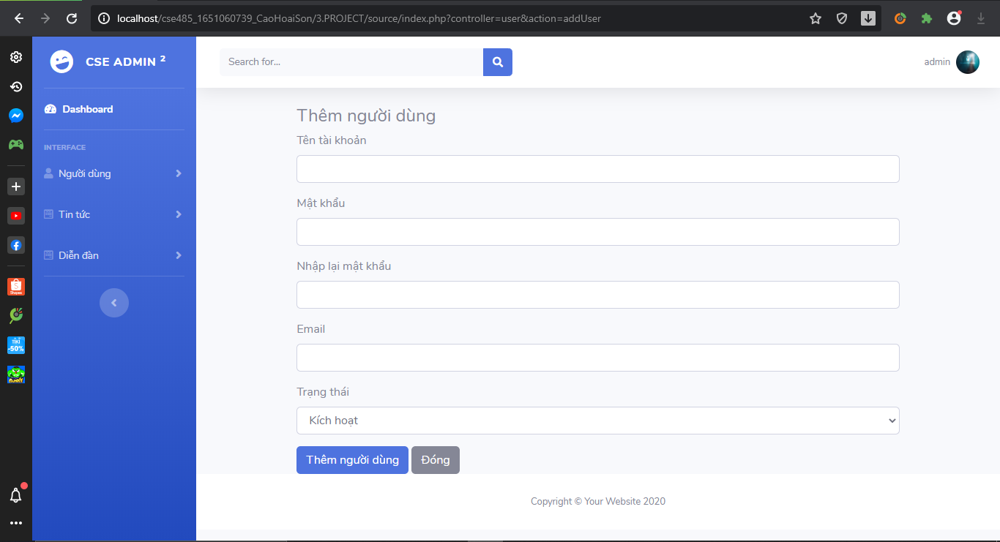 localhost/cse485_1651060739_CaoHoaiSon/3.PROJECT/source/index.php?controller=user&action=addUser
CSE ADMIN 2
Search for...
admin
Dashboard
INTERFACE
Người dùng
Tin tức
Diễn đàn
Thêm người dùng
Tên tài khoản
Mật khẩu
Nhập lại mật khẩu
Email
Trạng thái
Kích hoạt
Thêm người dùng Đóng
Copyright © Your Website 2020
Shopee
TIKI
-50%